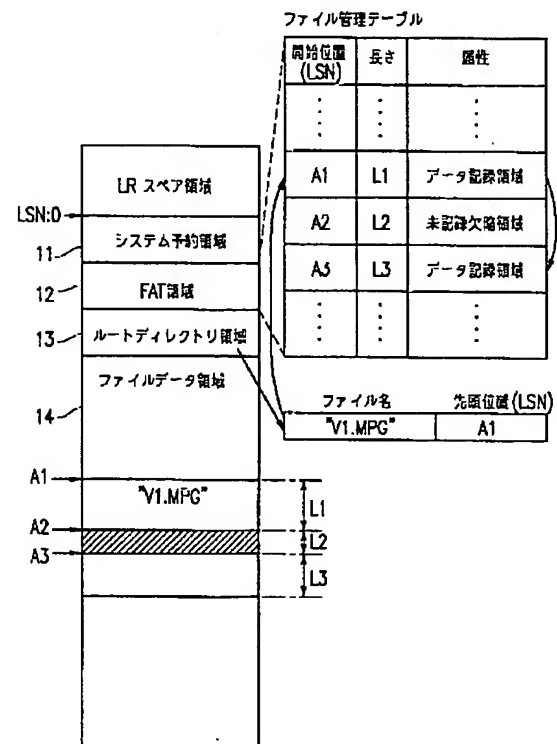 ファイル管理テーブル
開始位置 (LSN) 長さ 属性
A1 L1 データ記録領域
A2 L2 未記録欠陥領域
A3 L3 データ記録領域
ファイル名 先頭位置(LSN)
"V1.MPG" A1
LR スペア領域
LSN:0
システム予約領域
11
FAT領域
12
ルートディレクトリ領域
13
ファイルデータ領域
14
A1
"V1.MPG"
L1
A2
L2
A3
L3